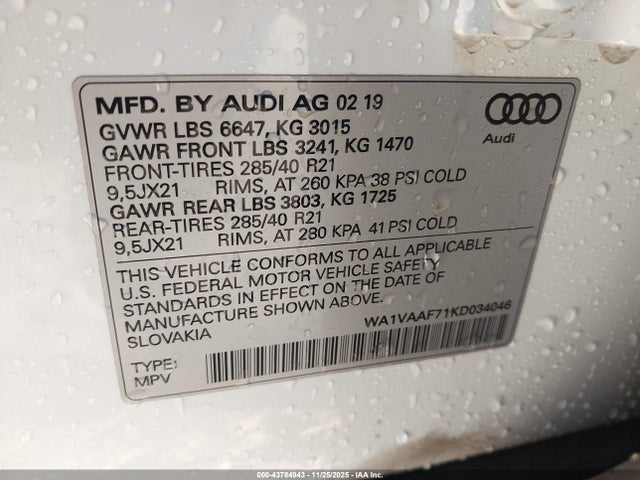 MFD. BY AUDI AG 02 19
Audi
GVWR LBS 6647, KG 3015
GAWR FRONT LBS 3241, KG 1470
FRONT-TIRES 285/40 R21
9,5JX21 RIMS, AT 260 KPA 38 PSI COLD
GAWR REAR LBS 3803, KG 1725
REAR-TIRES 285/40 R21
9,5JX21 RIMS, AT 280 KPA 41 PSI COLD
THIS VEHICLE CONFORMS TO ALL APPLICABLE
U.S. FEDERAL MOTOR VEHICLE SAFETY
STANDARDS IN EFFECT ON THE DATE OF
MANUFACTURE SHOWN ABOVE.
SLOVAKIA
WA1VAAF71KD034046
TYPE:
MPV
000-43784943 - 11/25/2025 - IAA Inc.